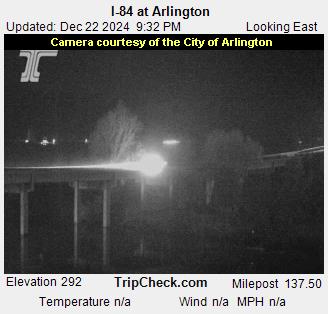 I-84 at Arlington
Updated: Dec 22 2024 9:32 PM Looking East
Camera courtesy of the City of Arlington
Elevation 292 TripCheck.com Milepost 137.50
Temperature n/a Wind n/a MPH n/a